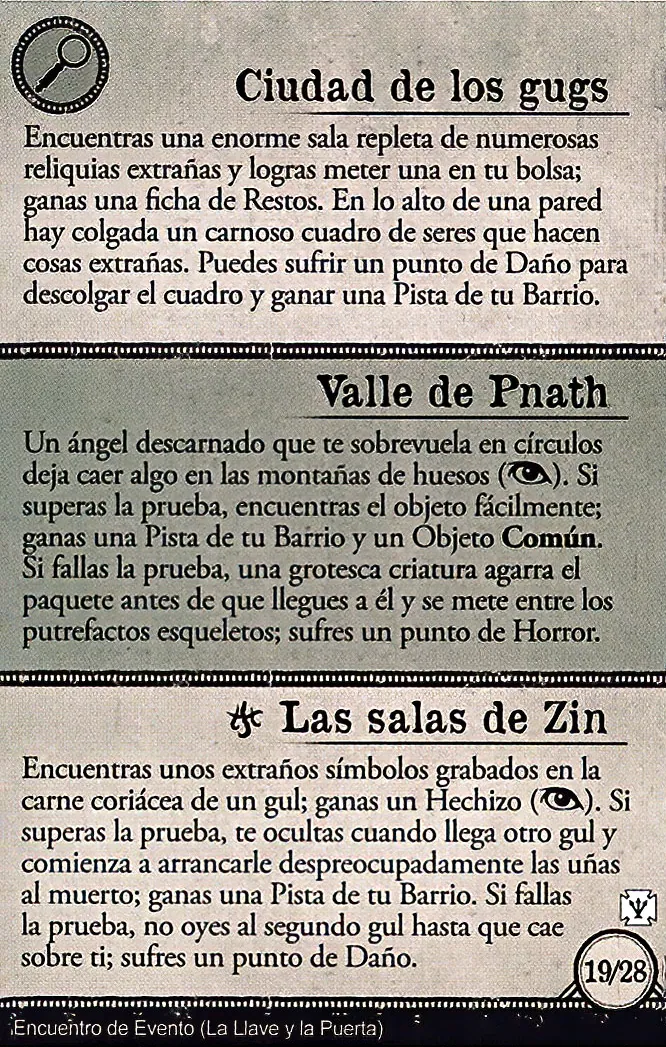 Ciudad de los gugs
Encuentras una enorme sala repleta de numerosas
reliquias extrañas y logras meter una en tu bolsa;
ganas una ficha de Restos. En lo alto de una pared
hay colgada un carnoso cuadro de seres que hacen
cosas extrañas. Puedes sufrir un punto de Daño para
descolgar el cuadro y ganar una Pista de tu Barrio.
Valle de Pnath
Un ángel descarnado que te sobrevuela en círculos
deja caer algo en las montañas de huesos (). Si
superas la prueba, encuentras el objeto fácilmente;
ganas una Pista de tu Barrio y un Objeto Común.
Si fallas la prueba, una grotesca criatura agarra el
paquete antes de que llegues a él y se mete entre los
putrefactos esqueletos; sufres un punto de Horror.
Las salas de Zin
Encuentras unos extraños símbolos grabados en la
carne coriácea de un gul; ganas un Hechizo (). Si
superas la prueba, te ocultas cuando llega otro gul y
comienza a arrancarle despreocupadamente las uñas
al muerto; ganas una Pista de tu Barrio. Si fallas
la prueba, no oyes al segundo gul hasta que cae
sobre ti; sufres un punto de Daño.
19/28
Encuentro de Evento (La Llave y la Puerta)